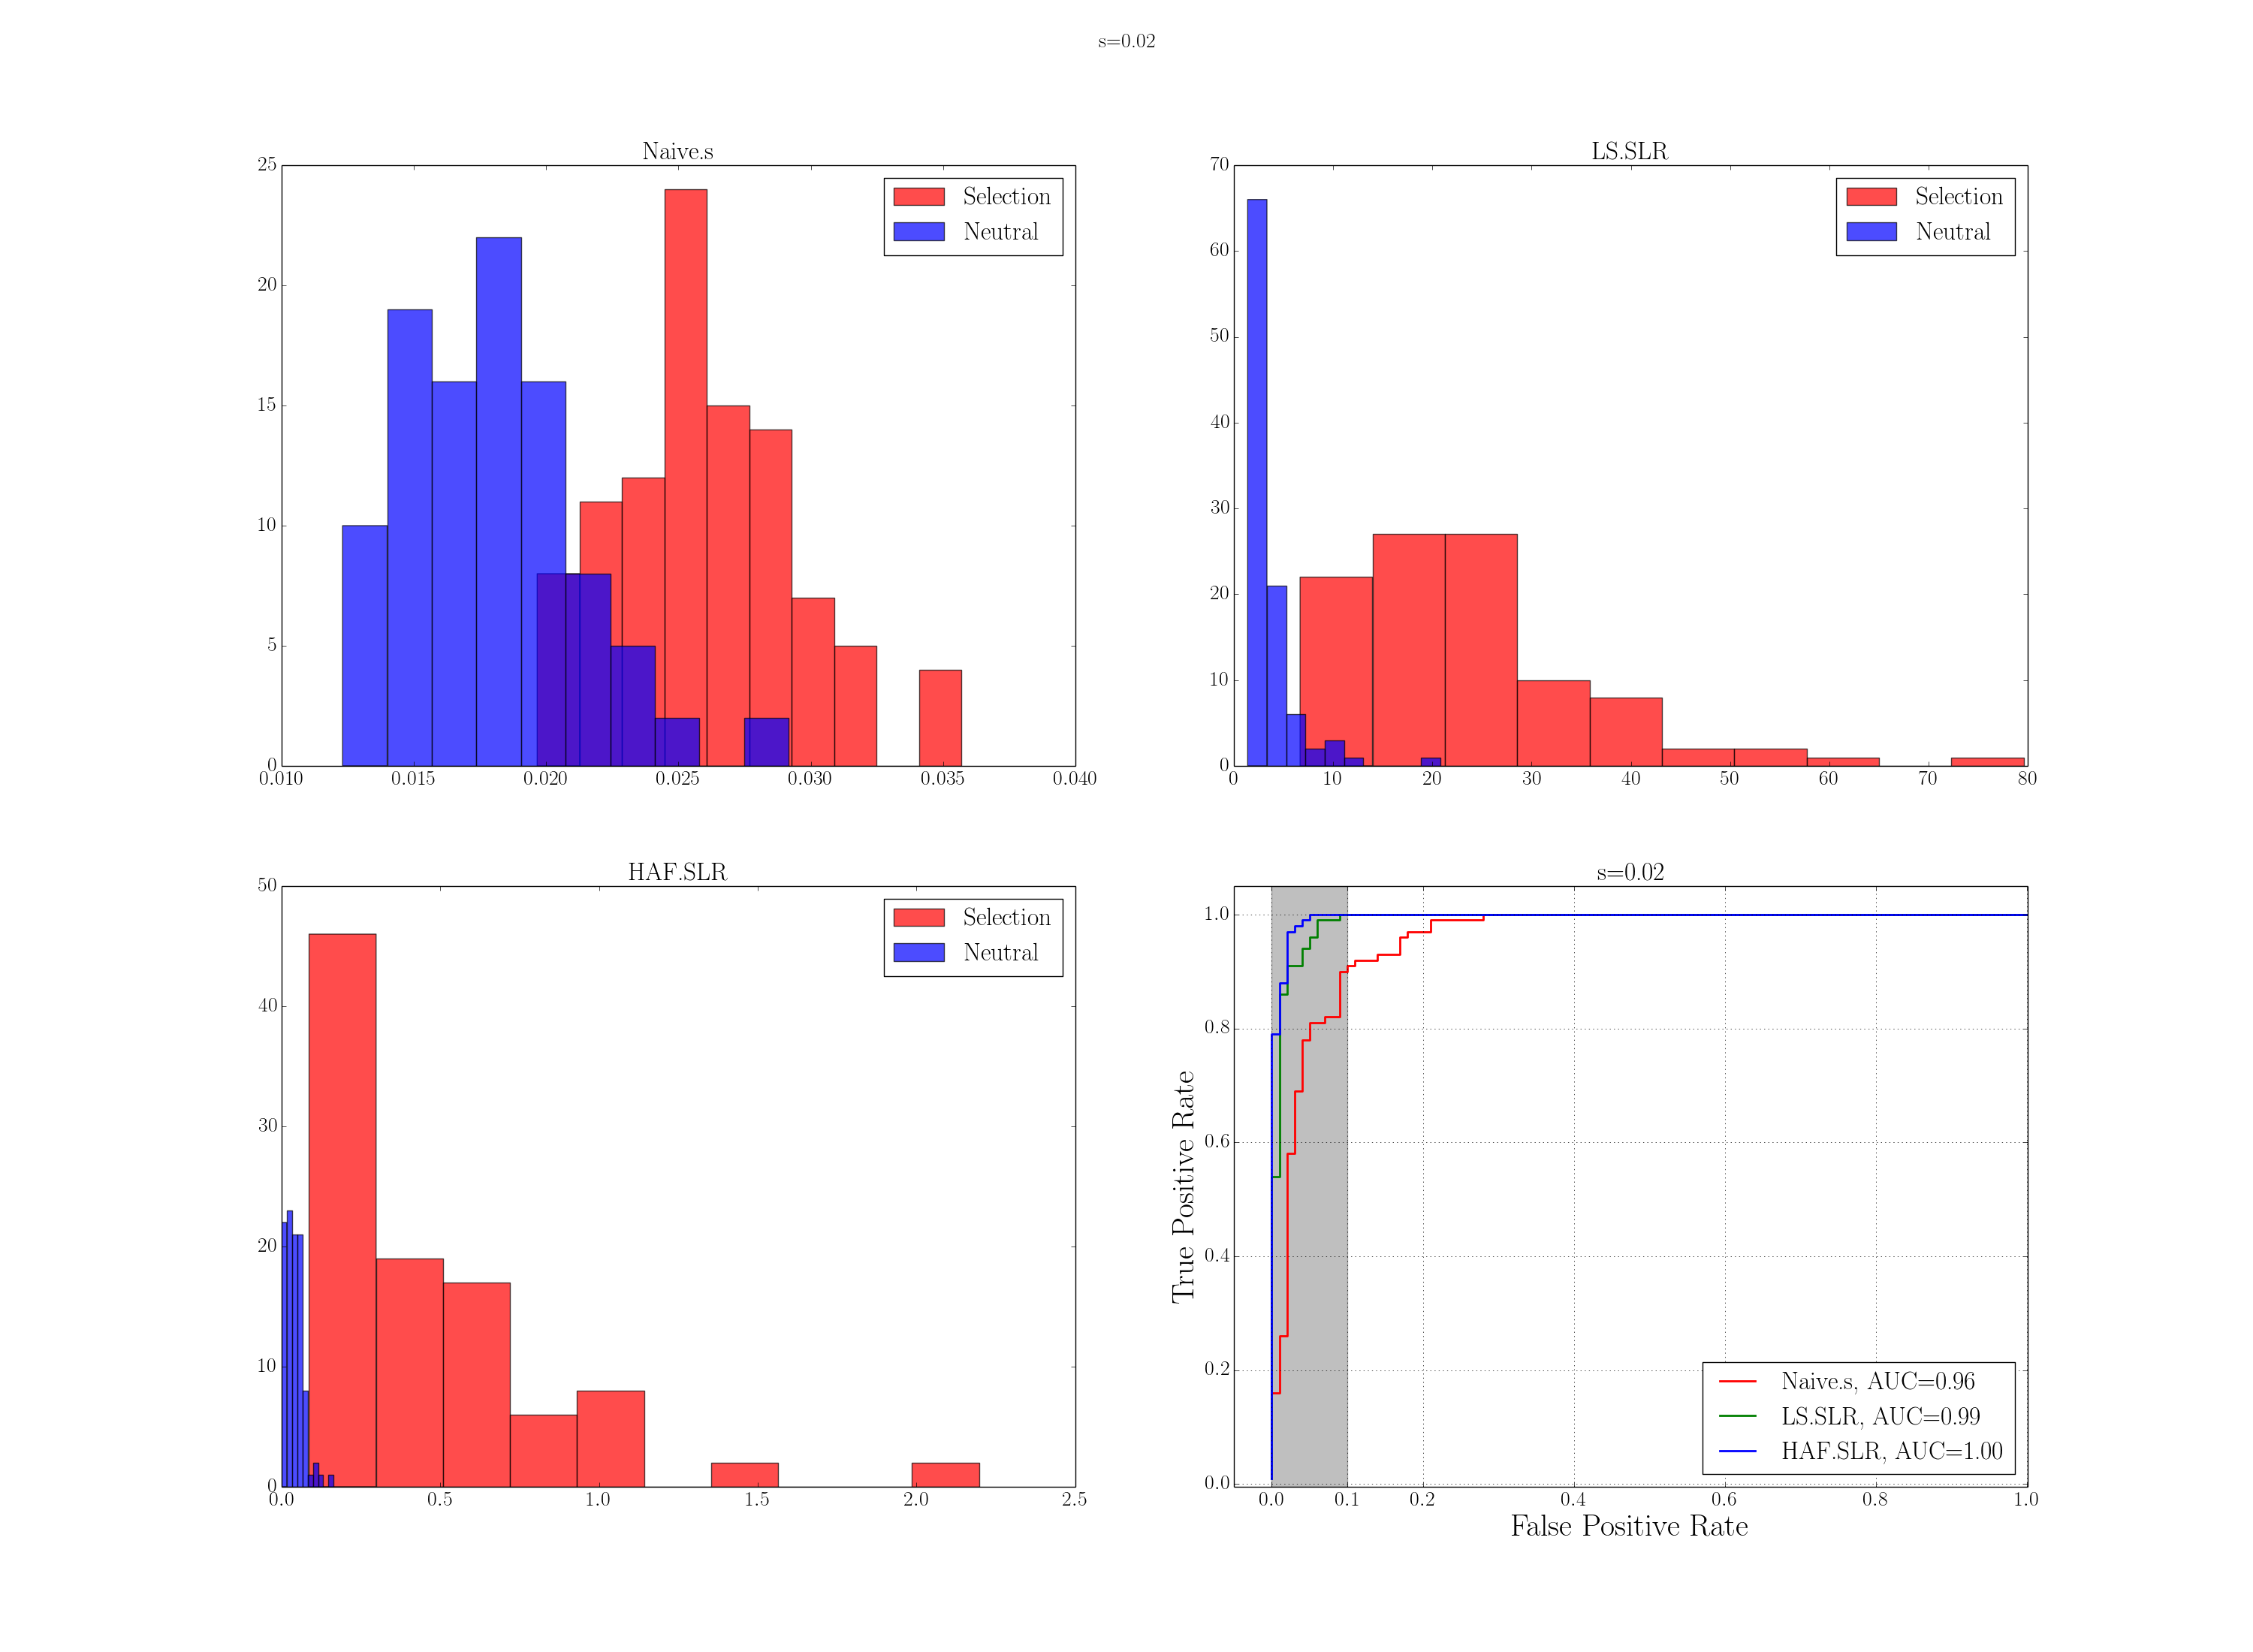 s=0.02
Naive.s
25
20
15
10
5
0
0.010 0.015 0.020 0.025 0.030 0.035 0.040
Selection
Neutral
LS.SLR
70
60
50
40
30
20
10
0
0 10 20 30 40 50 60 70 80
Selection
Neutral
HAF.SLR
50
40
30
20
10
0
0.0 0.5 1.0 1.5 2.0 2.5
Selection
Neutral
s=0.02
True Positive Rate
1.0
0.8
0.6
0.4
0.2
0.0
0.0 0.1 0.2 0.4 0.6 0.8 1.0
False Positive Rate
Naive.s, AUC=0.96
LS.SLR, AUC=0.99
HAF.SLR, AUC=1.00